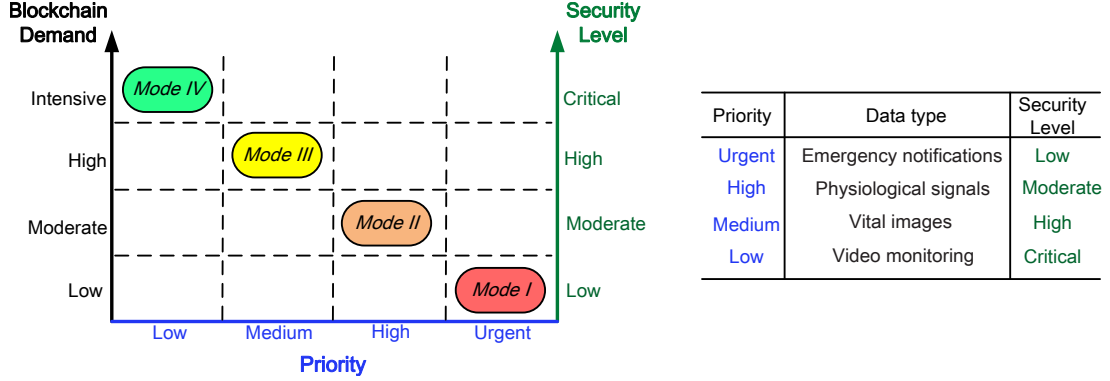 Blockchain
Demand
Security
Level
Intensive
Mode IV
Critical
High
Mode III
High
Moderate
Mode II
Moderate
Low
Mode I
Low
Low Medium High Urgent
Priority
Priority Data type Security
Level
Urgent Emergency notifications Low
High Physiological signals Moderate
Medium Vital images High
Low Video monitoring Critical